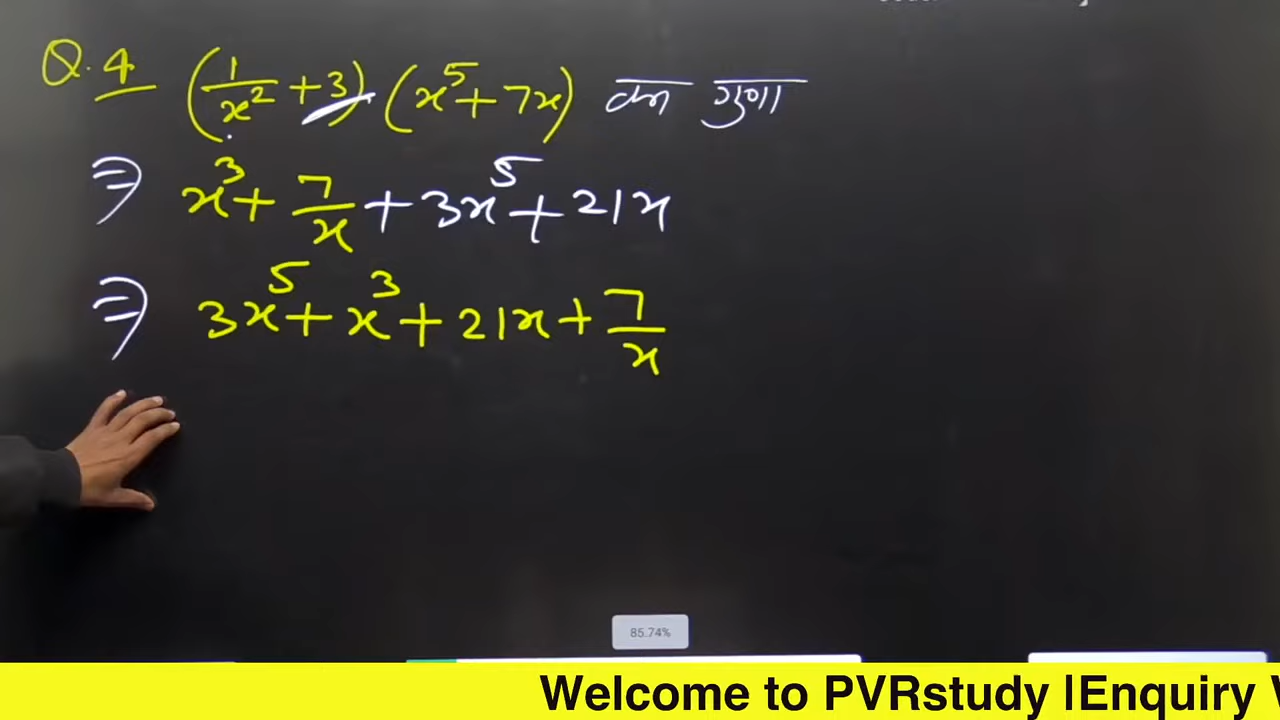 Q.4 (1/x² + 3) (x⁵ + 7x) का गुणा
⇒ x³ + 7/x + 3x⁵ + 21x
⇒ 3x⁵ + x³ + 21x + 7/x
85.74%
Welcome to PVRstudy |Enquiry